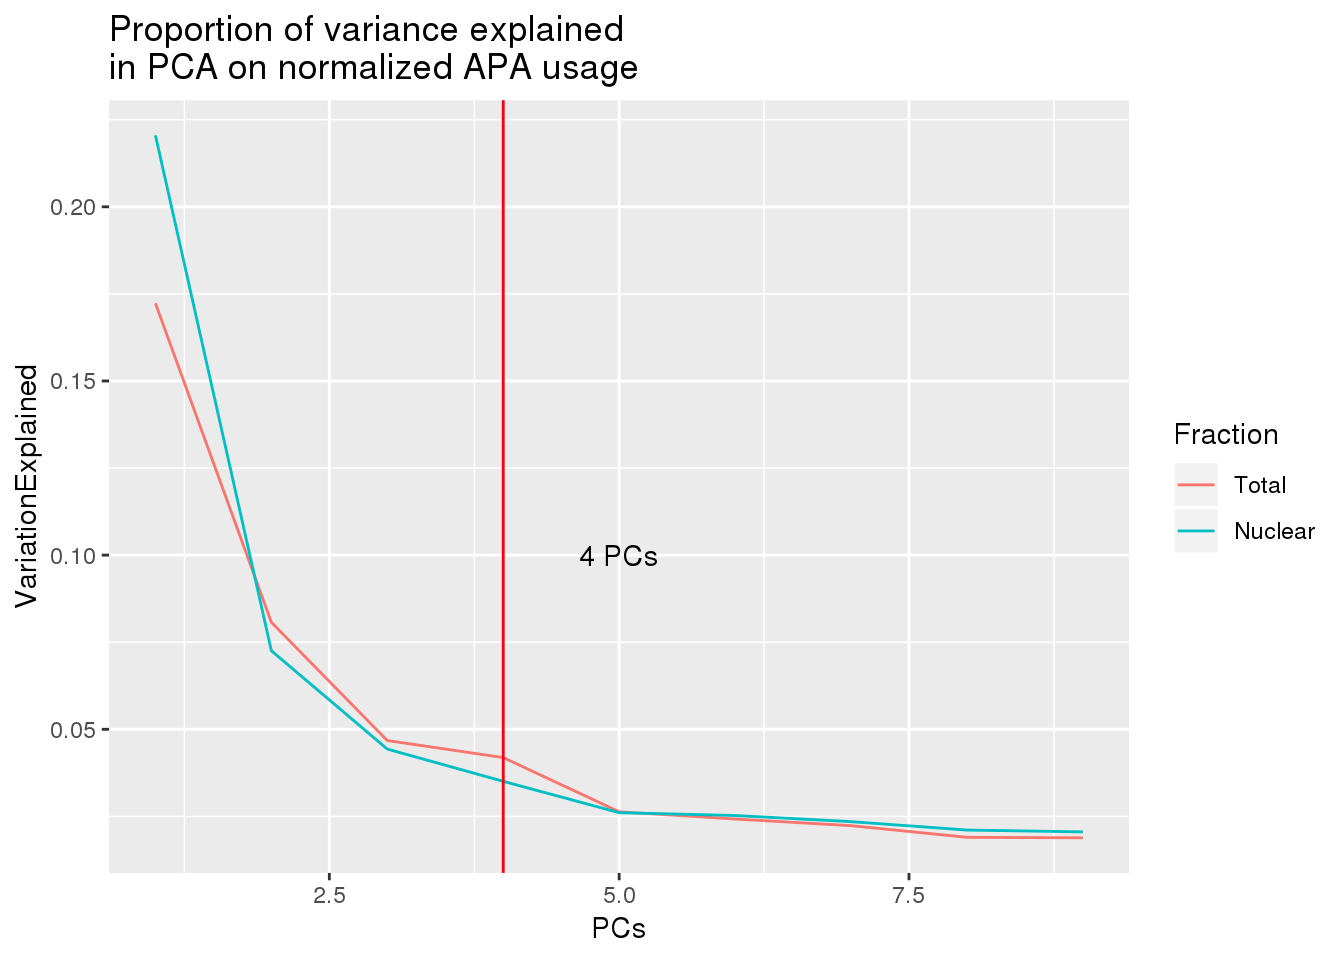 Proportion of variance explained
in PCA on normalized APA usage
VariationExplained
0.20
0.15
0.10
0.05
4 PCs
2.5
5.0
7.5
PCs
Fraction
Total
Nuclear